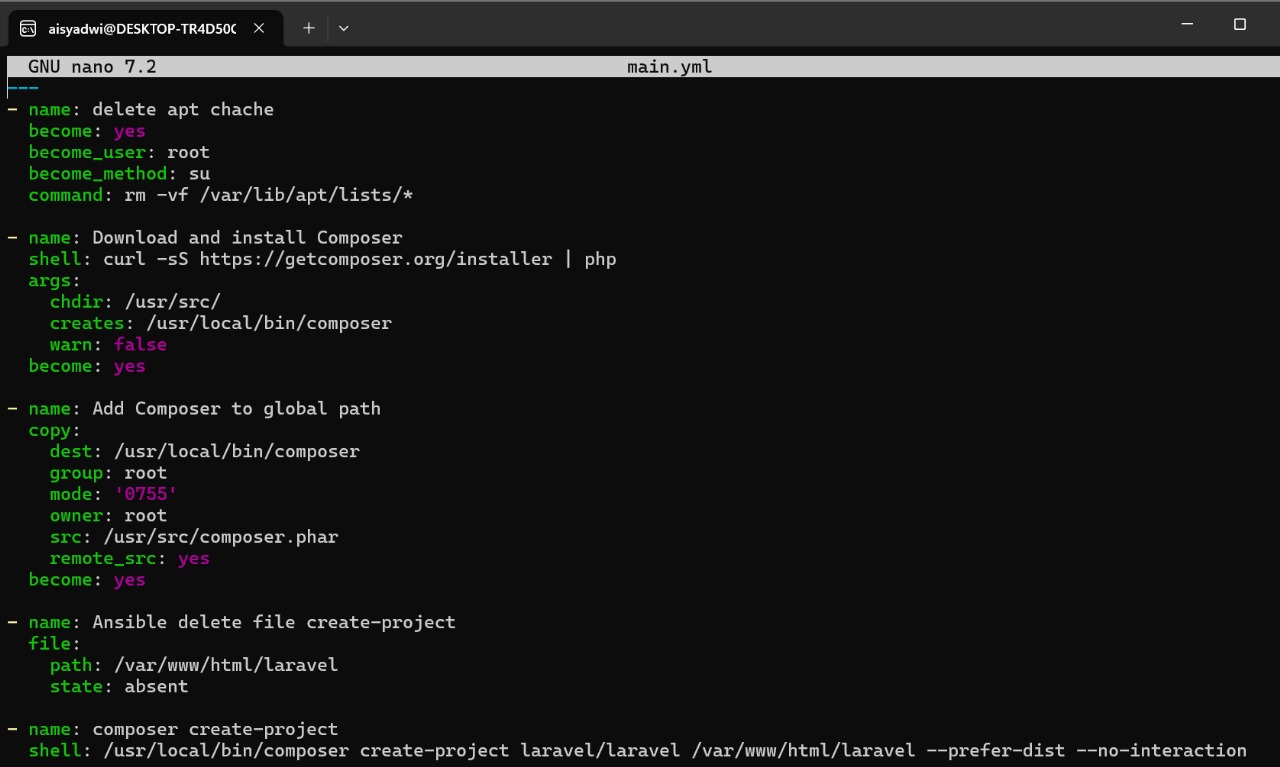 aisyadwi@DESKTOP-TR4D50
GNU nano 7.2 main.yml
---
- name: delete apt chache
  become: yes
  become_user: root
  become_method: su
  command: rm -vf /var/lib/apt/lists/*
- name: Download and install Composer
  shell: curl -sS https://getcomposer.org/installer | php
  args:
    chdir: /usr/src/
    creates: /usr/local/bin/composer
    warn: false
  become: yes
- name: Add Composer to global path
  copy:
    dest: /usr/local/bin/composer
    group: root
    mode: '0755'
    owner: root
    src: /usr/src/composer.phar
    remote_src: yes
  become: yes
- name: Ansible delete file create-project
  file:
    path: /var/www/html/laravel
    state: absent
- name: composer create-project
  shell: /usr/local/bin/composer create-project laravel/laravel /var/www/html/laravel --prefer-dist --no-interaction